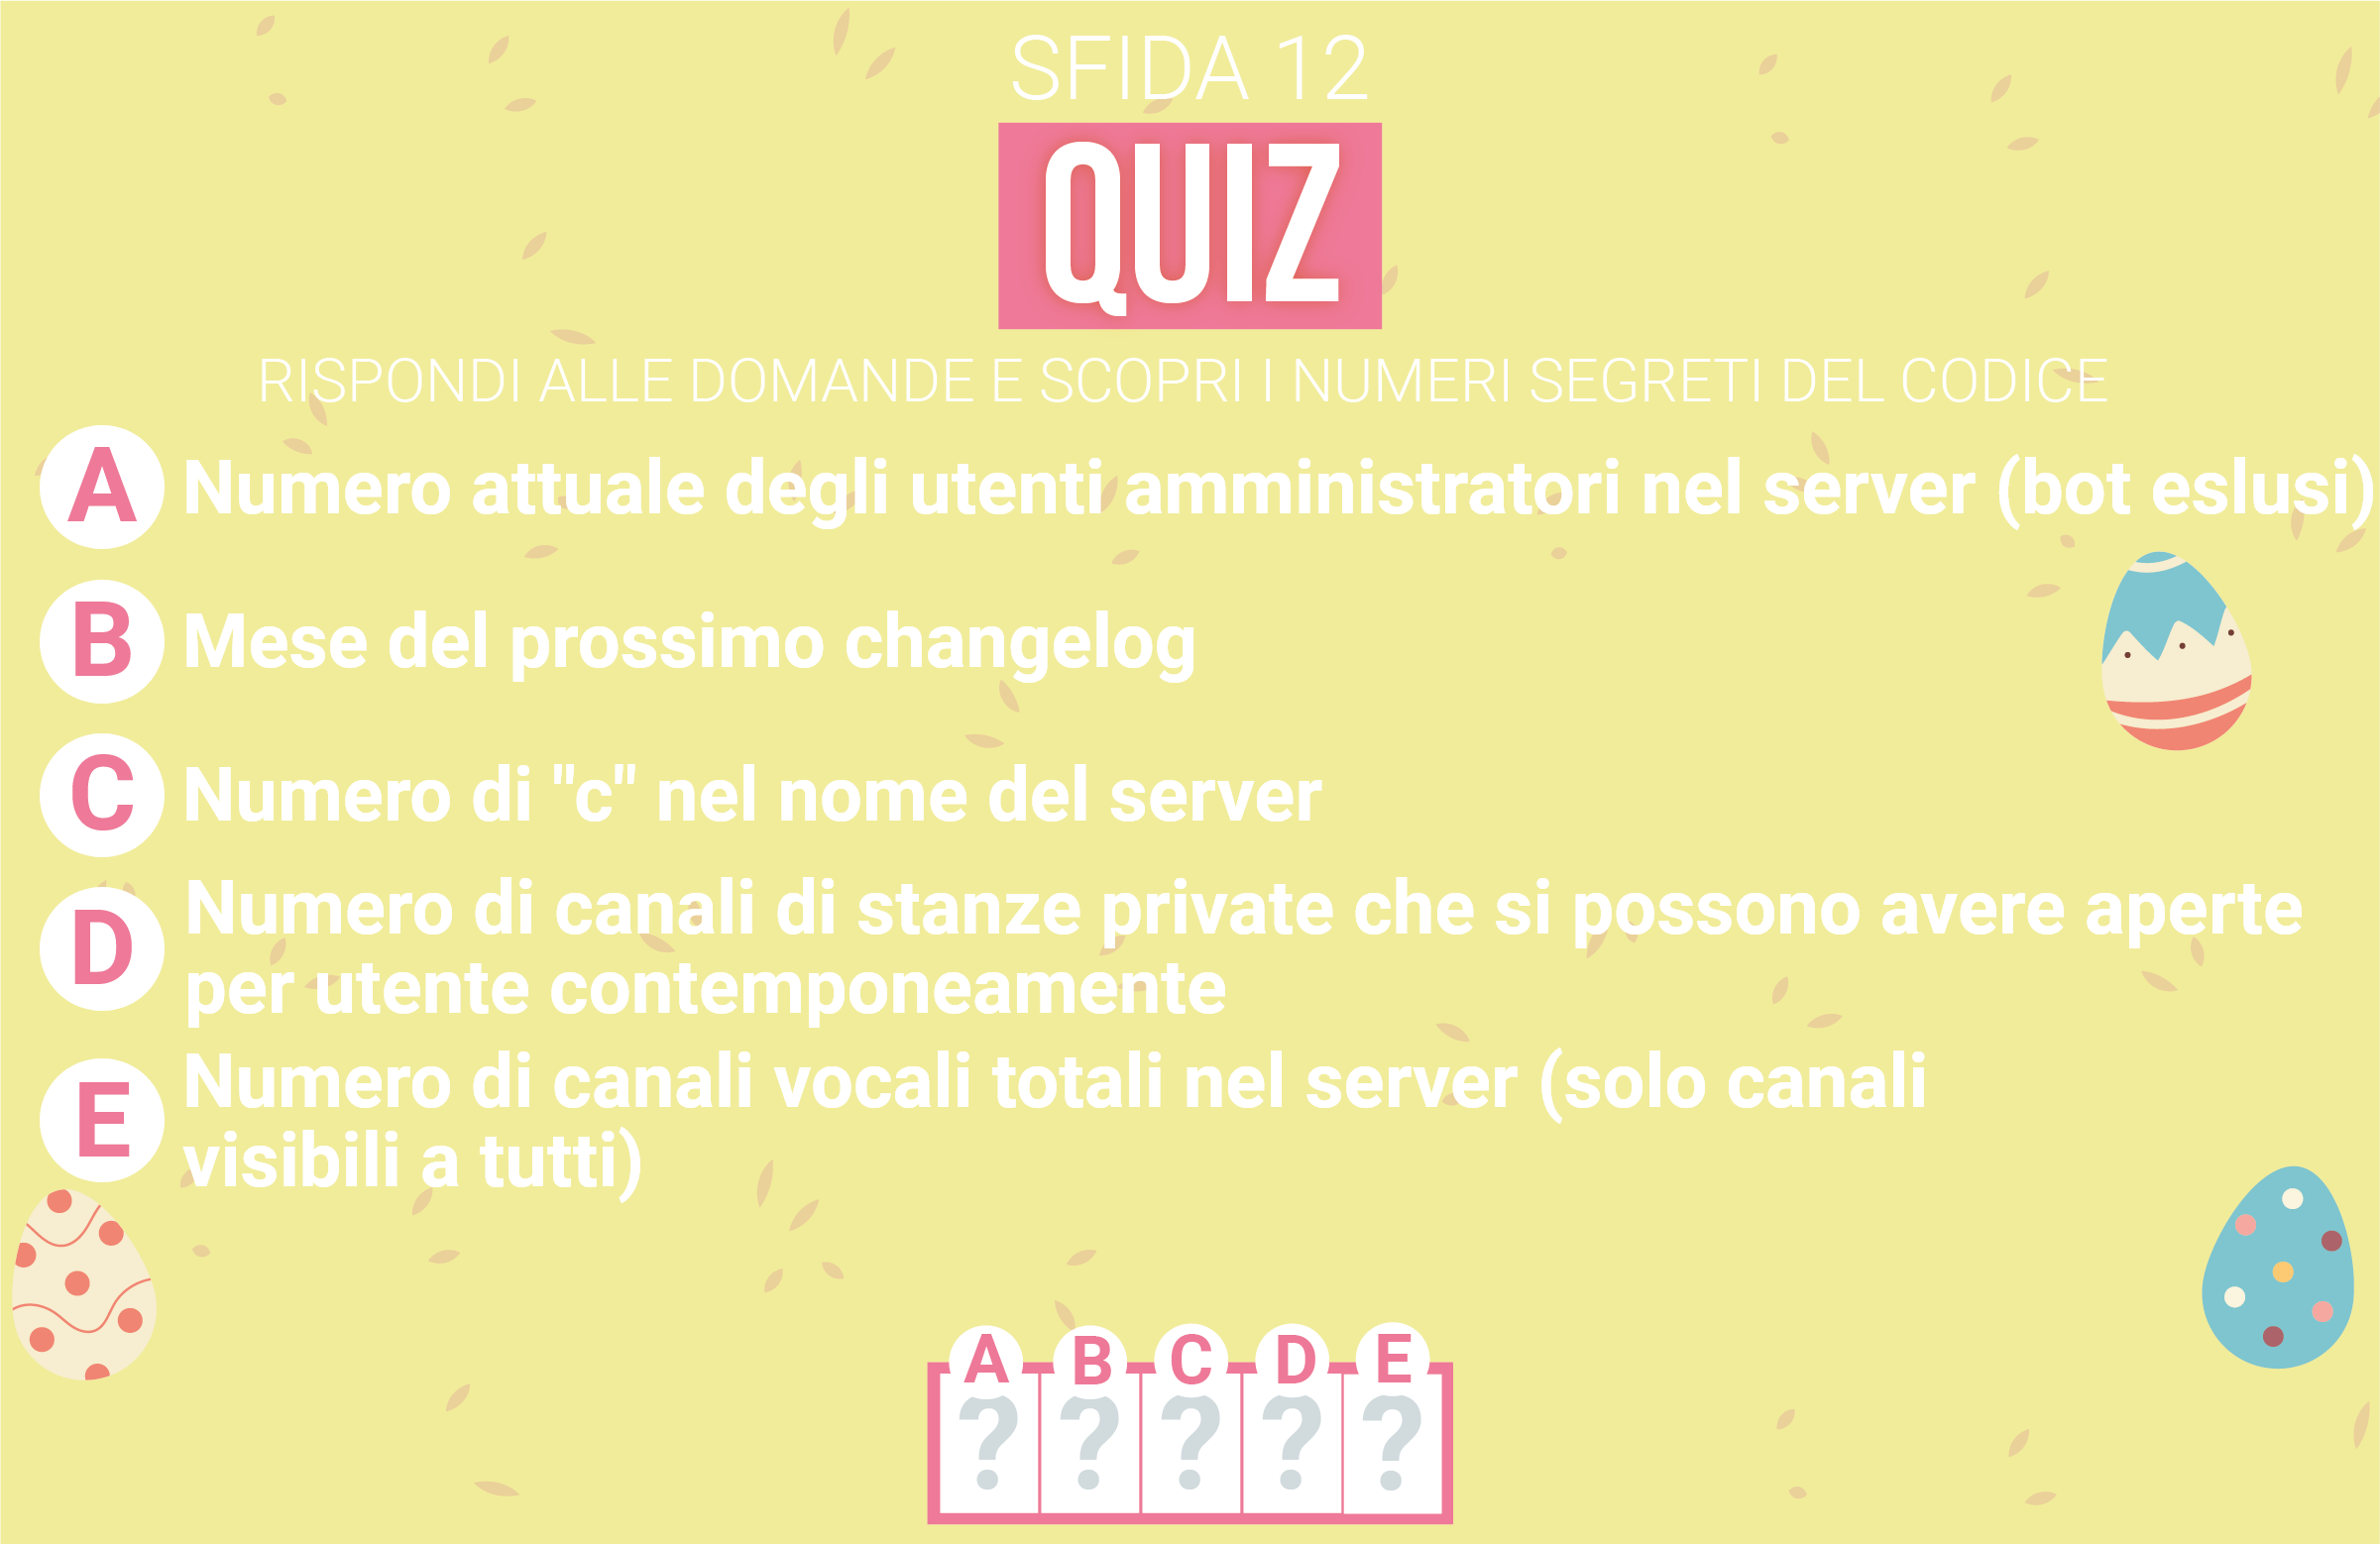 SFIDA 12
QUIZ
RISPONDI ALLE DOMANDE E SCOPRI I NUMERI SEGRETI DEL CODICE
A Numero attuale degli utenti amministratori nel server (bot eslusi)
B Mese del prossimo changelog
C Numero di "c" nel nome del server
D Numero di canali di stanze private che si possono avere aperte
per utente contemponeamente
E Numero di canali vocali totali nel server (solo canali
visibili a tutti)
A B C D E
? ? ? ? ?